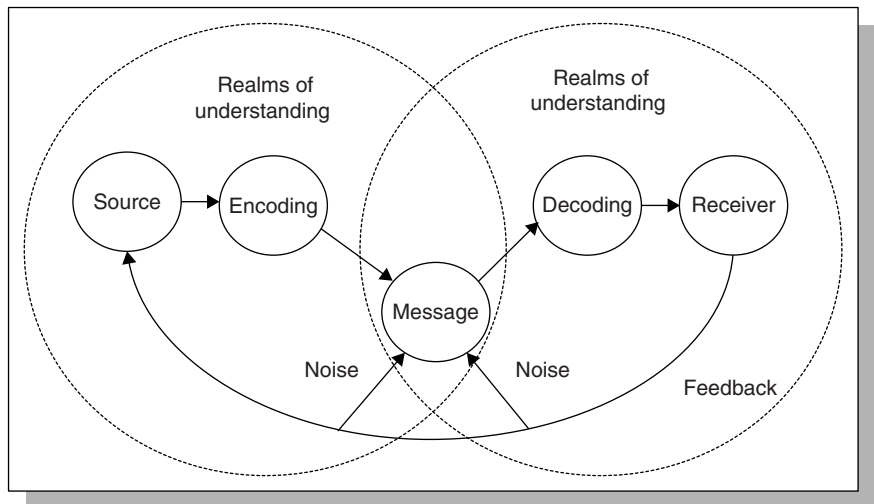 Realms of
understanding
Realms of
understanding
Source
Encoding
Decoding
Receiver
Message
Noise
Noise
Feedback